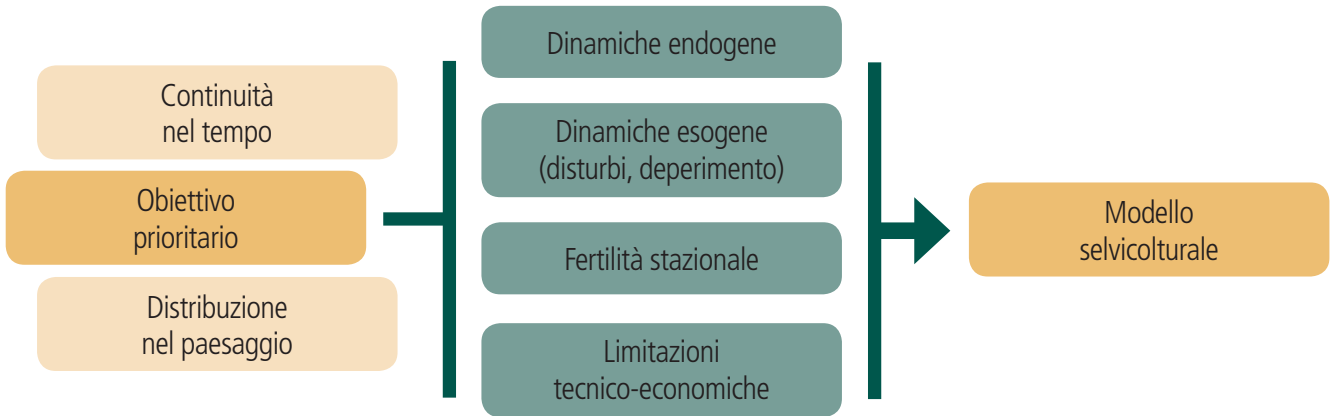 Continuità
nel tempo
Obiettivo
prioritario
Distribuzione
nel paesaggio
Dinamiche endogene
Dinamiche esogene
(disturbi, deperimento)
Fertilità stazionale
Limitazioni
tecnico-economiche
Modello
selvicolturale